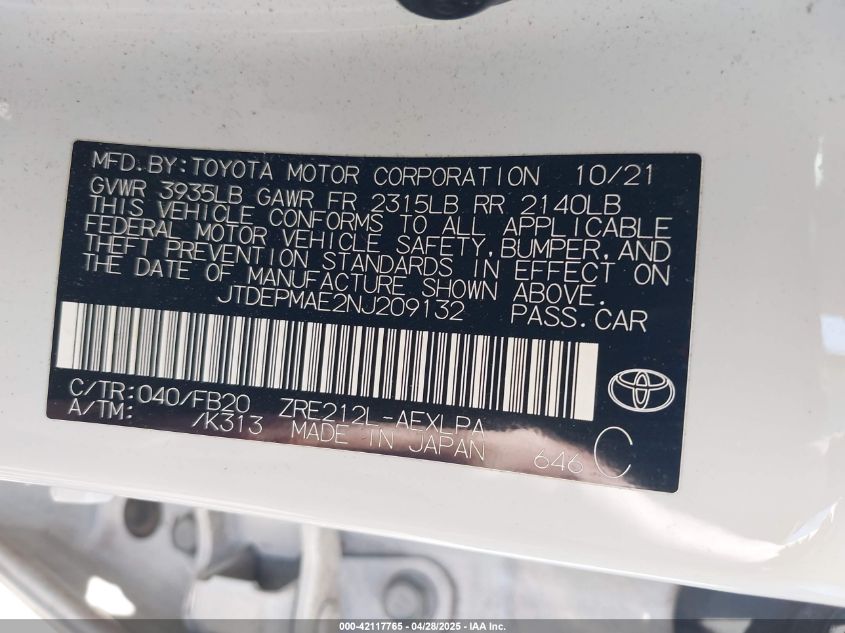 MFD. BY: TOYOTA MOTOR CORPORATION 10/21
GVWR 3935LB GAWR FR 2315LB RR 2140LB
THIS VEHICLE CONFORMS TO ALL APPLICABLE
FEDERAL MOTOR VEHICLE SAFETY, BUMPER, AND
THEFT PREVENTION STANDARDS IN EFFECT ON
THE DATE OF MANUFACTURE SHOWN ABOVE.
JTDEPMAE2NJ209132 PASS. CAR
C/TR: 040/FB20 ZRE212L-AEXLPA
A/TM: /K313 MADE IN JAPAN 646 C
000-42117765 - 04/28/2025 - IAA Inc.